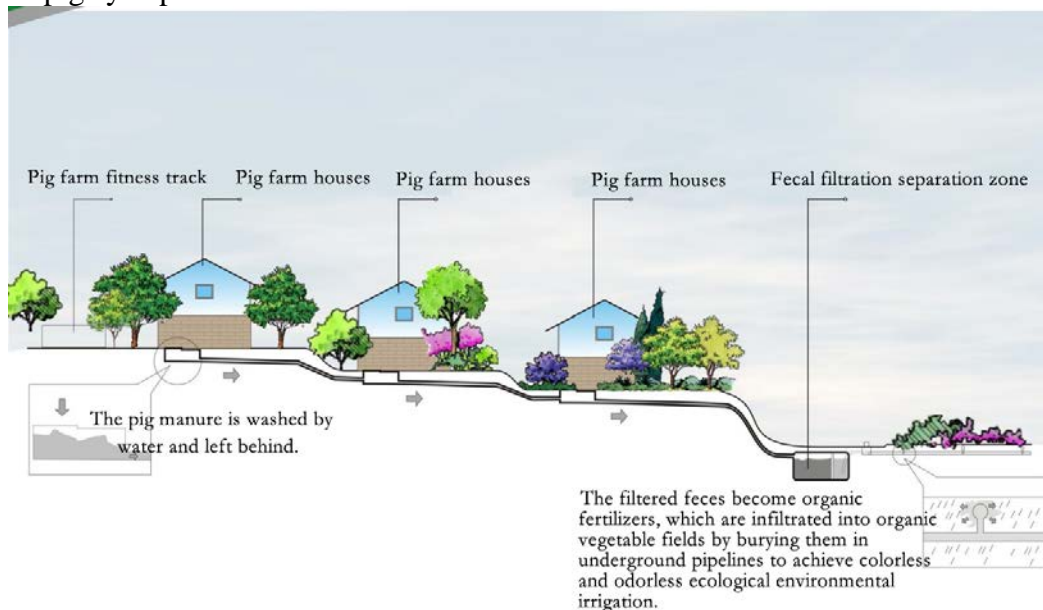 Pig farm fitness track
Pig farm houses
Pig farm houses
Pig farm houses
Fecal filtration separation zone
The pig manure is washed by
water and left behind.
The filtered feces become organic
fertilizers, which are infiltrated into organic
vegetable fields by burying them in
underground pipelines to achieve colorless
and odorless ecological environmental
irrigation.